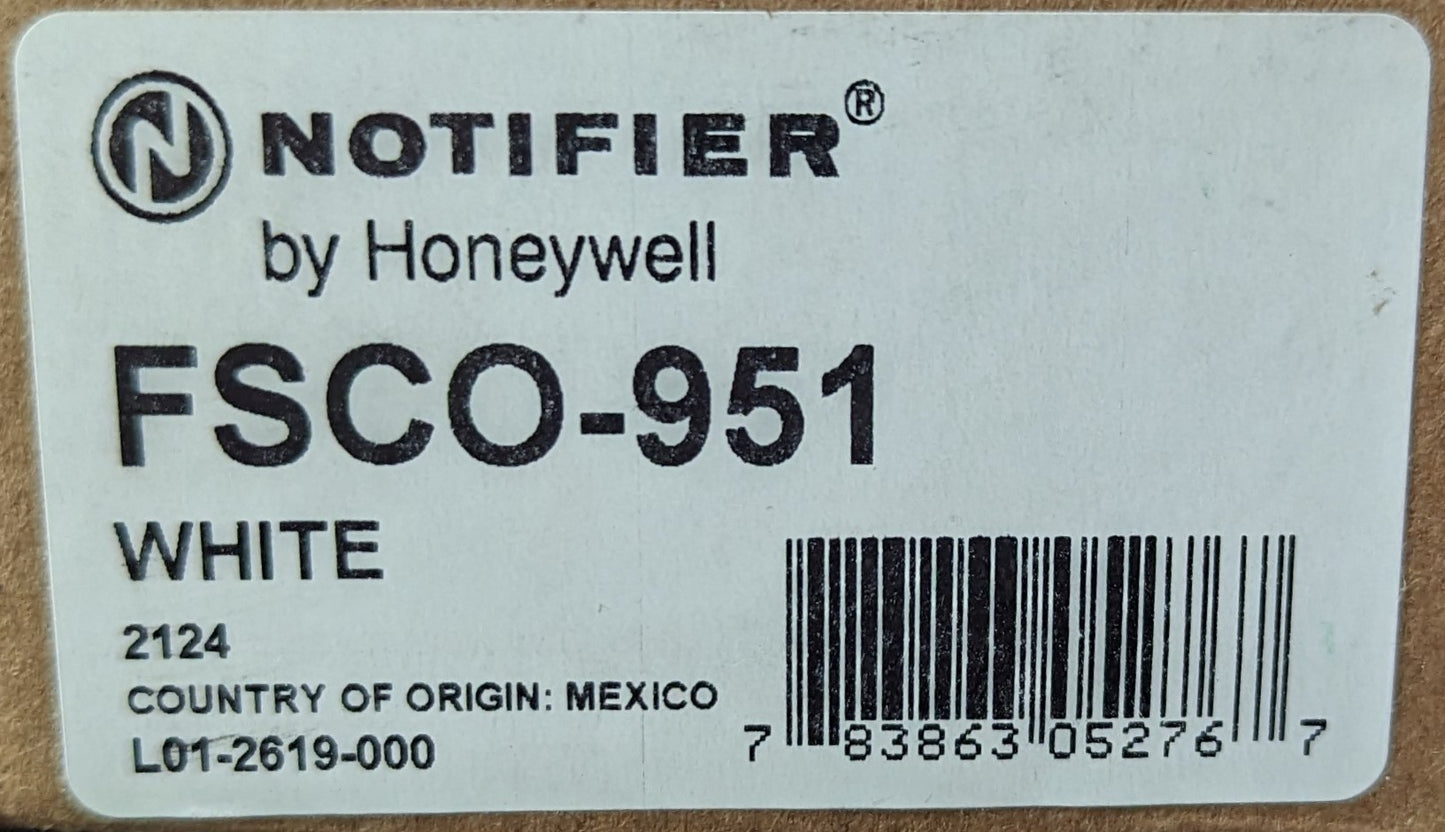 NOTIFIER®
by Honeywell
FSCO-951
WHITE
2124
COUNTRY OF ORIGIN: MEXICO
L01-2619-000
7 83863 05276 7